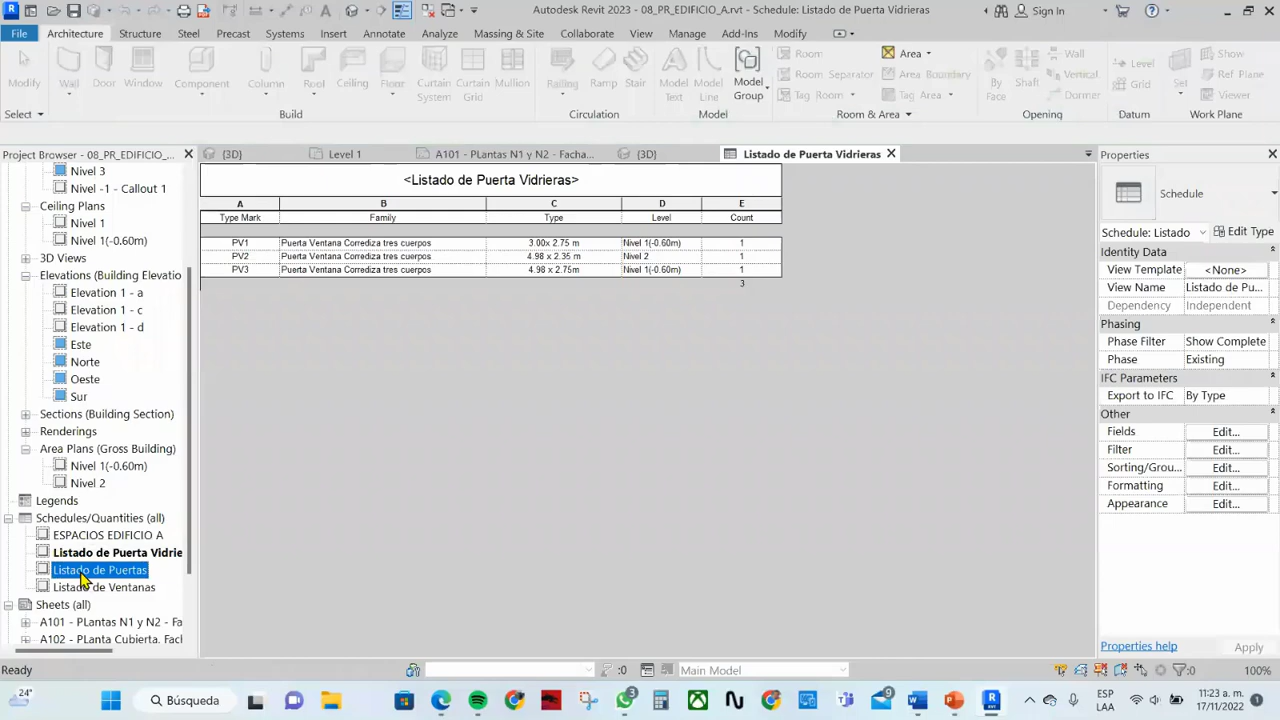 Autodesk Revit 2023 - 08_PR_EDIFICIO_A.rvt - Schedule: Listado de Puerta Vidrieras
Sign In
File Architecture Structure Steel Precast Systems Insert Annotate Analyze Massing & Site Collaborate View Manage Add-Ins Modify
Modify Wall Door Window Component Column Roof Ceiling Floor Curtain System Curtain Grid Mullion Railing Ramp Stair Model Text Model Line Model Group
Room Area Room Separator Area Boundary Tag Room Tag Area
By Face Shaft Wall Vertical Dormer Level Grid Set Show Ref Plane Viewer
Select Build Circulation Model Room & Area Opening Datum Work Plane
Project Browser - 08_PR_EDIFICIO_...
{3D} Level 1 A101 - PLantas N1 y N2 - Facha... {3D} Listado de Puerta Vidrieras
Properties
Nivel 3
Nivel -1 - Callout 1
Ceiling Plans
Nivel 1
Nivel 1(-0.60m)
3D Views
Elevations (Building Elevatio
Elevation 1 - a
Elevation 1 - c
Elevation 1 - d
Este
Norte
Oeste
Sur
Sections (Building Section)
Renderings
Area Plans (Gross Building)
Nivel 1(-0.60m)
Nivel 2
Legends
Schedules/Quantities (all)
ESPACIOS EDIFICIO A
Listado de Puerta Vidrie
Listado de Puertas
Listado de Ventanas
Sheets (all)
A101 - PLantas N1 y N2 - Fa
A102 - PLanta Cubierta. Fach
<Listado de Puerta Vidrieras>
A B C D E
Type Mark Family Type Level Count
PV1 Puerta Ventana Corrediza tres cuerpos 3.00x 2.75 m Nivel 1(-0.60m) 1
PV2 Puerta Ventana Corrediza tres cuerpos 4.98 x 2.35 m Nivel 2 1
PV3 Puerta Ventana Corrediza tres cuerpos 4.98 x 2.75m Nivel 1(-0.60m) 1
3
Schedule
Schedule: Listado Edit Type
Identity Data
View Template <None>
View Name Listado de Pu...
Dependency Independent
Phasing
Phase Filter Show Complete
Phase Existing
IFC Parameters
Export to IFC By Type
Other
Fields Edit...
Filter Edit...
Sorting/Grou... Edit...
Formatting Edit...
Appearance Edit...
Properties help Apply
Ready :0 Main Model :0 100%
24° Búsqueda 3 9 ESP LAA 11:23 a. m. 17/11/2022 1